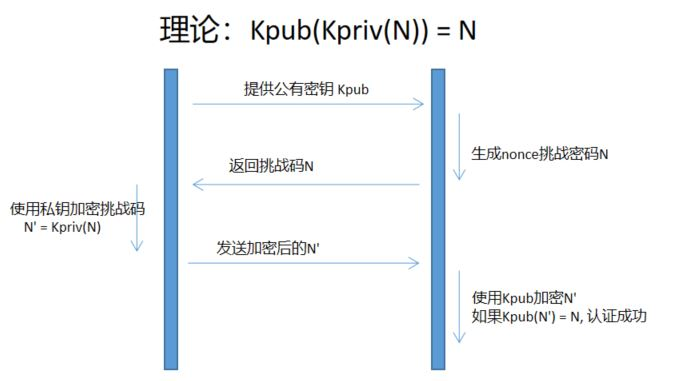 理论：Kpub(Kpriv(N)) = N
提供公有密钥 Kpub
生成nonce挑战密码N
返回挑战码N
使用私钥加密挑战码
N' = Kpriv(N)
发送加密后的N'
使用Kpub加密N'
如果Kpub(N') = N, 认证成功